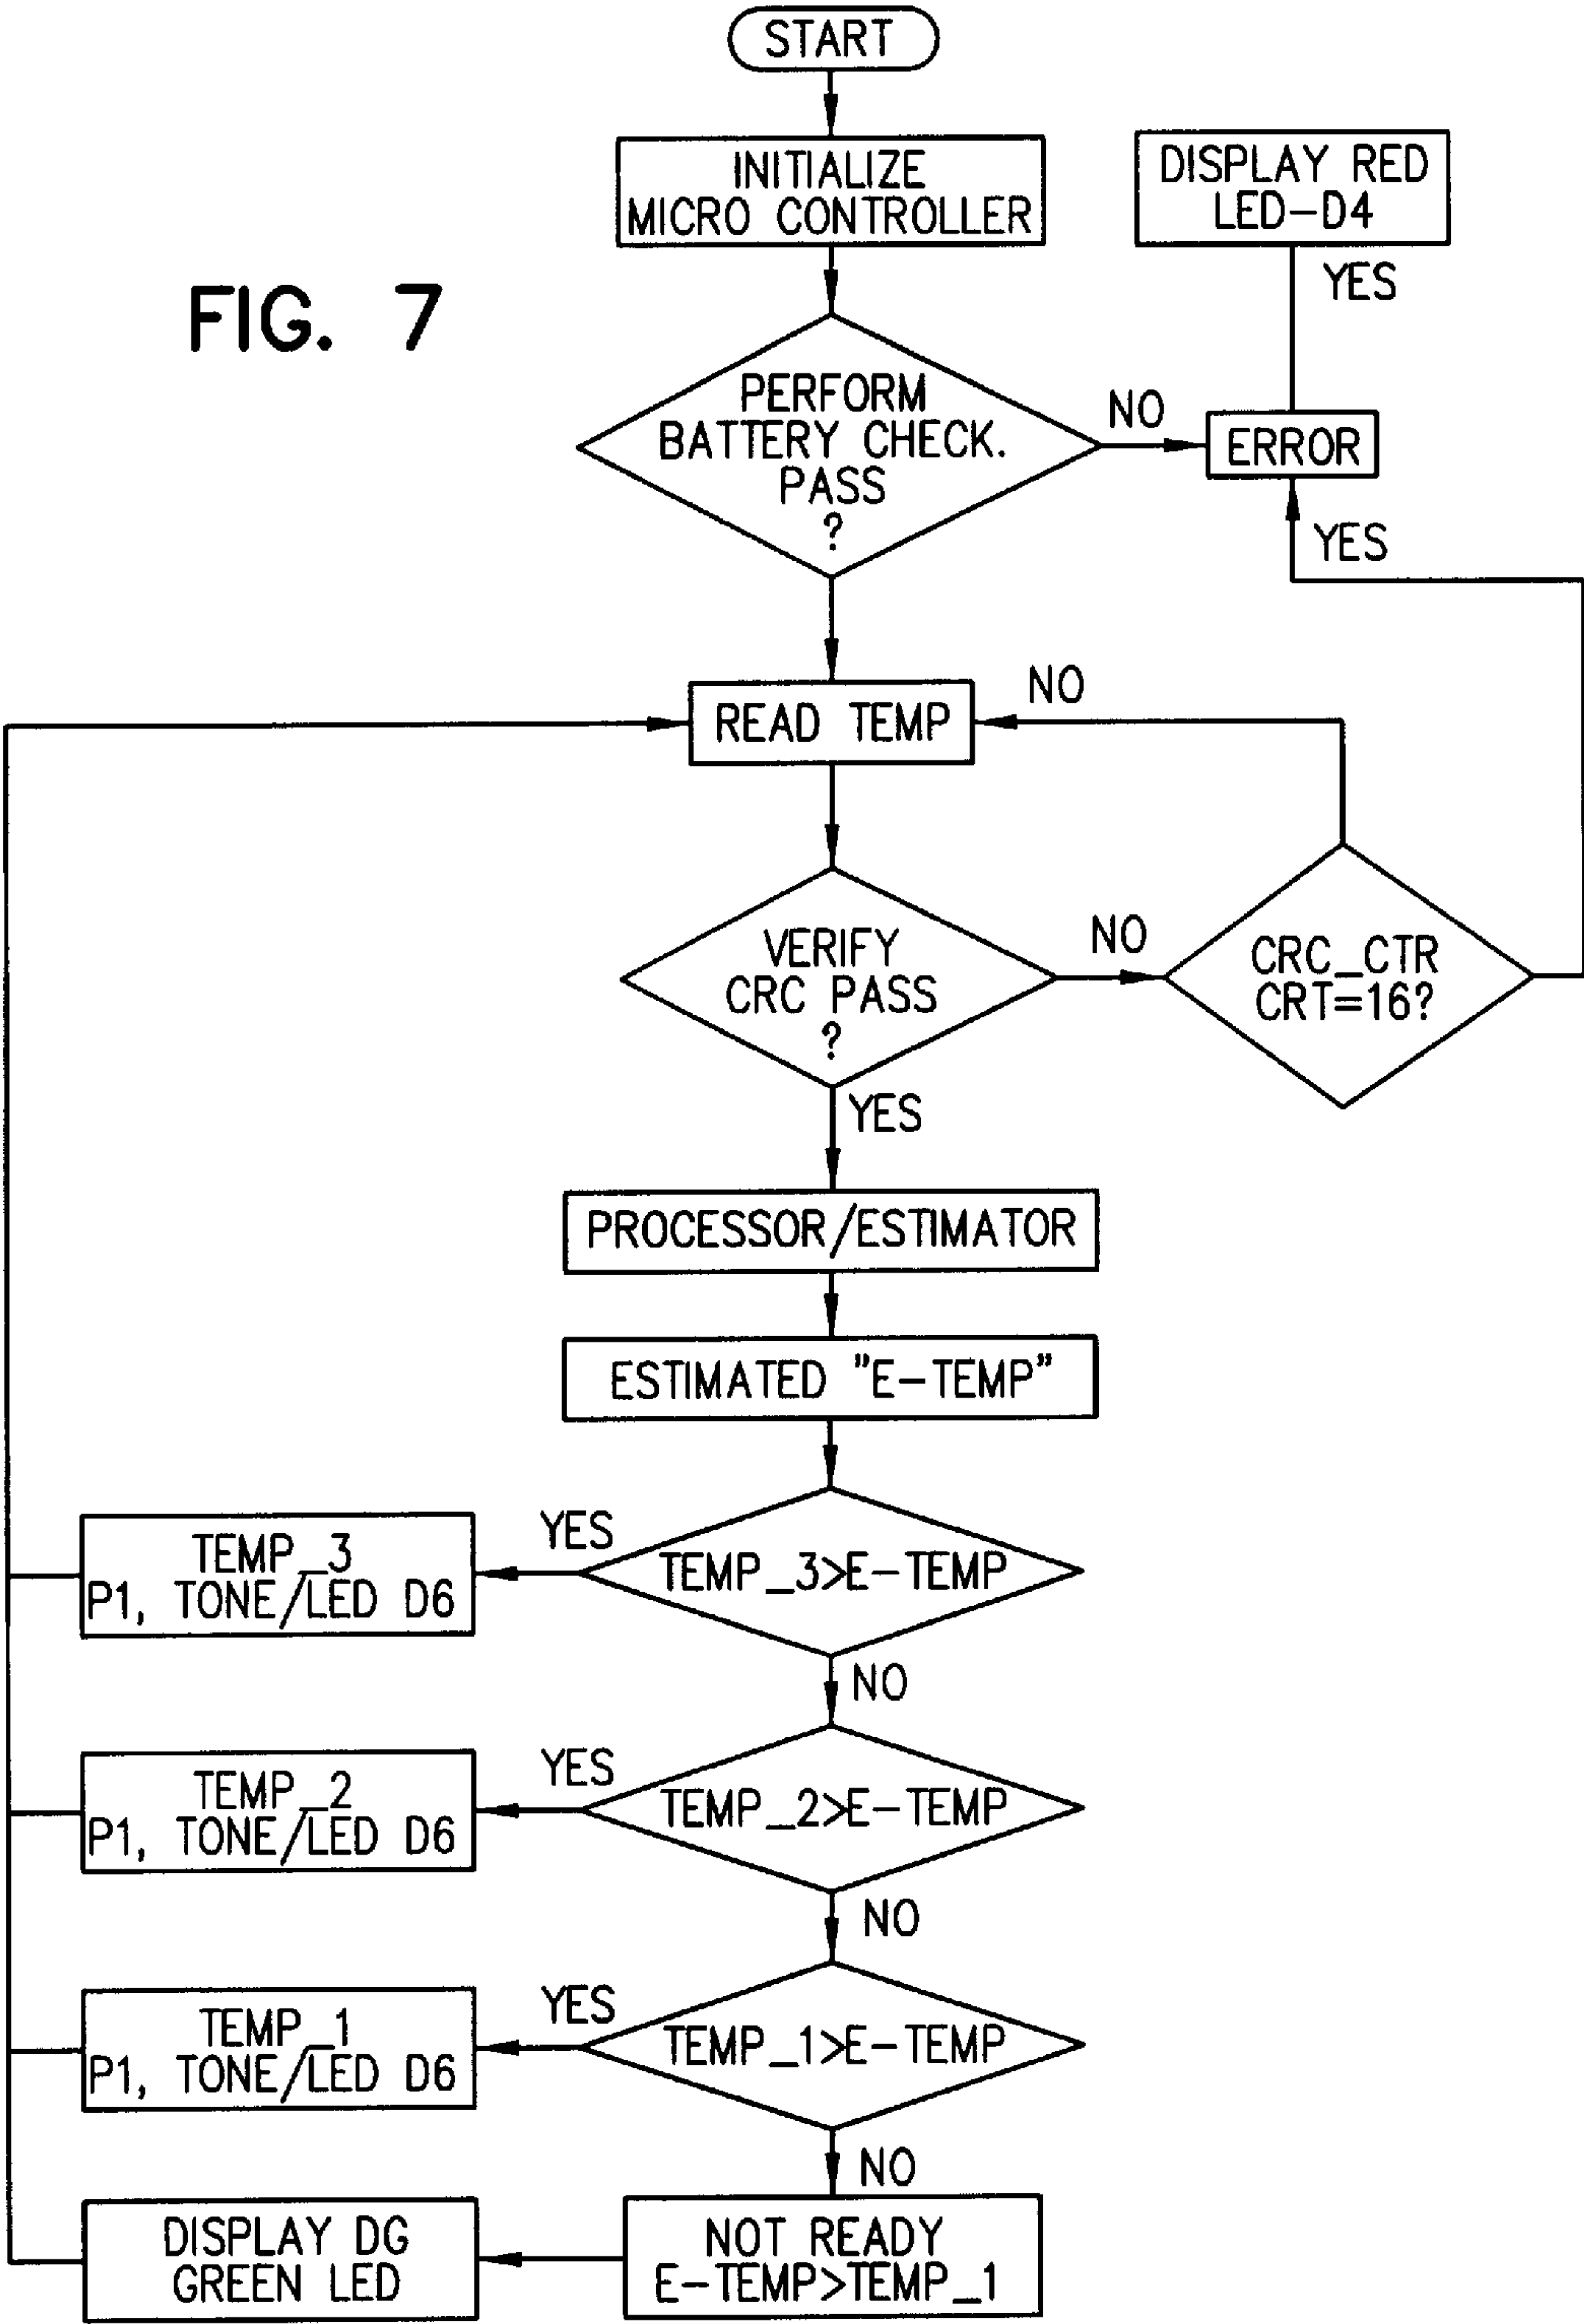 START
INITIALIZE
MICRO CONTROLLER
DISPLAY RED
LED-D4
YES
FIG. 7
PERFORM
BATTERY CHECK.
PASS
?
NO
ERROR
YES
READ TEMP
NO
VERIFY
CRC PASS
?
NO
CRC_CTR
CRT=16?
YES
PROCESSOR/ESTIMATOR
ESTIMATED "E-TEMP"
TEMP_3>E-TEMP
YES
TEMP_3
P1, TONE/LED D6
NO
TEMP_2>E-TEMP
YES
TEMP_2
P1, TONE/LED D6
NO
TEMP_1>E-TEMP
YES
TEMP_1
P1, TONE/LED D6
NO
NOT READY
E-TEMP>TEMP_1
DISPLAY DG
GREEN LED